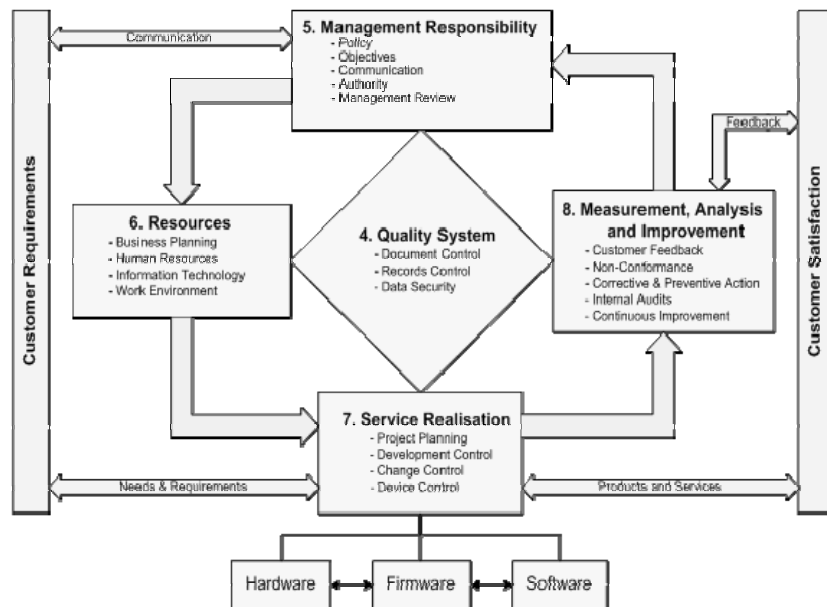 Customer Requirements
Communication
5. Management Responsibility
- Policy
- Objectives
- Communication
- Authority
- Management Review
Feedback
Customer Satisfaction
6. Resources
- Business Planning
- Human Resources
- Information Technology
- Work Environment
4. Quality System
- Document Control
- Records Control
- Data Security
8. Measurement, Analysis
and Improvement
- Customer Feedback
- Non-Conformance
- Corrective & Preventive Action
- Internal Audits
- Continuous Improvement
7. Service Realisation
- Project Planning
- Development Control
- Change Control
- Device Control
Needs & Requirements
Products and Services
Hardware
Firmware
Software